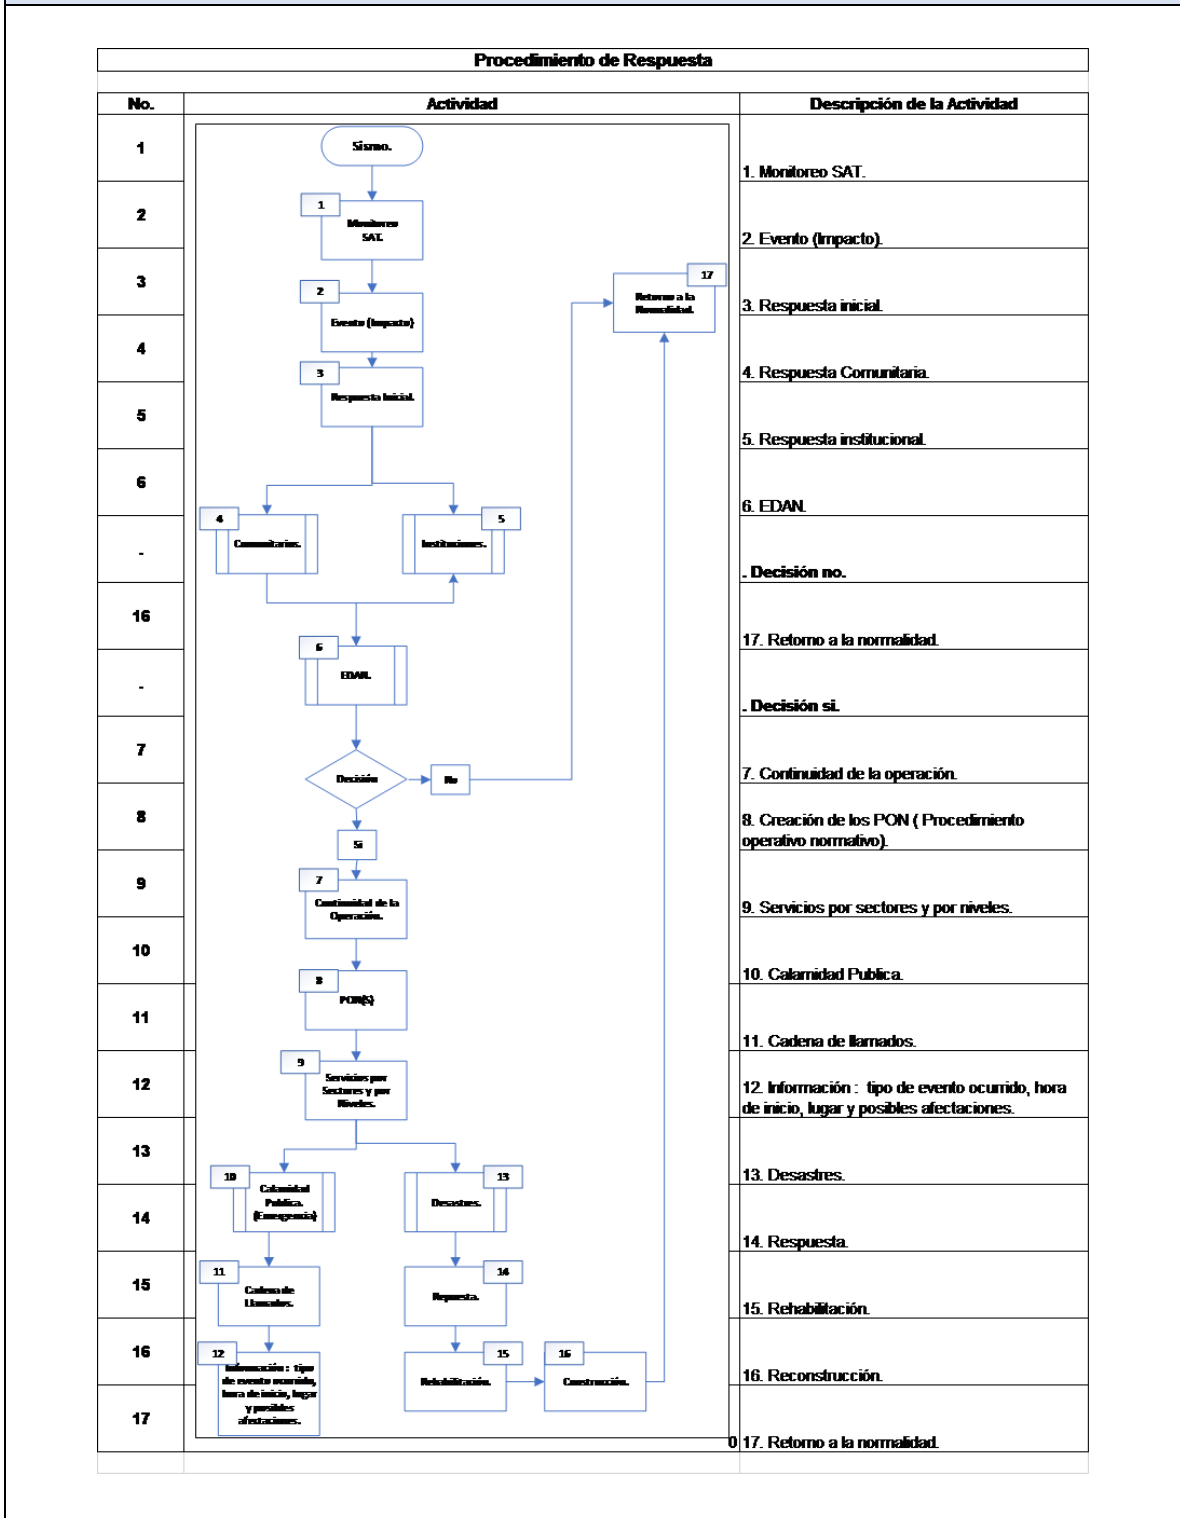 Procedimiento de Respuesta
No.
Actividad
Descripción de la Actividad
1
2
3
4
5
6
-
16
-
7
8
9
10
11
12
13
14
15
16
17
Sismo.
1
Monitoreo
SAT.
2
Evento (Impacto)
3
Respuesta Inicial.
4
Comunitarios.
5
Instituciones.
6
EDAN.
Decisión
No
Si
7
Continuidad de la
Operación.
8
PON(S)
9
Servicios por
Sectores y por
Niveles.
10
Calamidad
Publica.
(Emergencia)
13
Desastres.
11
Cadena de
Llamados.
14
Repuesta.
12
Información : tipo
de evento ocurrido,
hora de inicio, lugar
y posibles
afectaciones.
15
Rehabilitación.
16
Construcción.
17
Retorno a la
Normalidad.
0
1. Monitoreo SAT.
2. Evento (Impacto).
3. Respuesta inicial.
4. Respuesta Comunitaria.
5. Respuesta institucional.
6. EDAN.
. Decisión no.
17. Retorno a la normalidad.
. Decisión si.
7. Continuidad de la operación.
8. Creación de los PON ( Procedimiento
operativo normativo).
9. Servicios por sectores y por niveles.
10. Calamidad Publica.
11. Cadena de llamados.
12. Información : tipo de evento ocurrido, hora
de inicio, lugar y posibles afectaciones.
13. Desastres.
14. Respuesta.
15. Rehabilitación.
16. Reconstrucción.
17. Retorno a la normalidad.